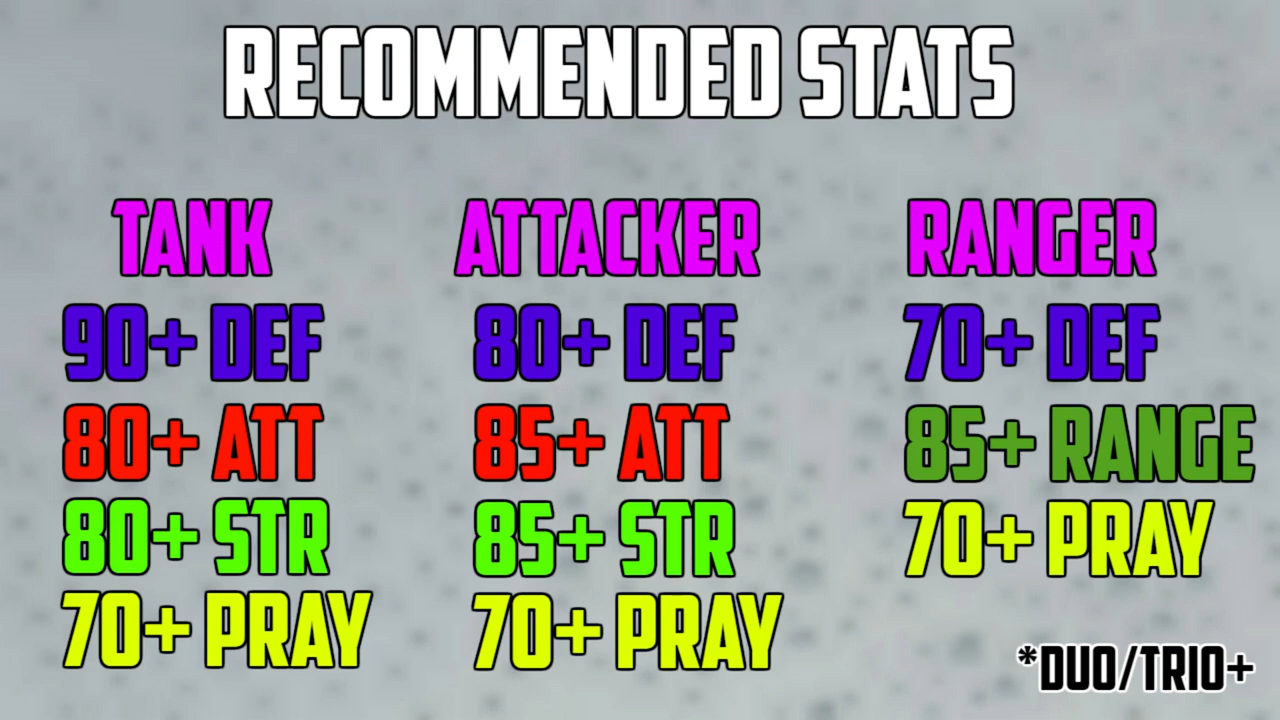 RECOMMENDED STATS
TANK
90+ DEF
80+ ATT
80+ STR
70+ PRAY
ATTACKER
80+ DEF
85+ ATT
85+ STR
70+ PRAY
RANGER
70+ DEF
85+ RANGE
70+ PRAY
*DUO/TRIO+